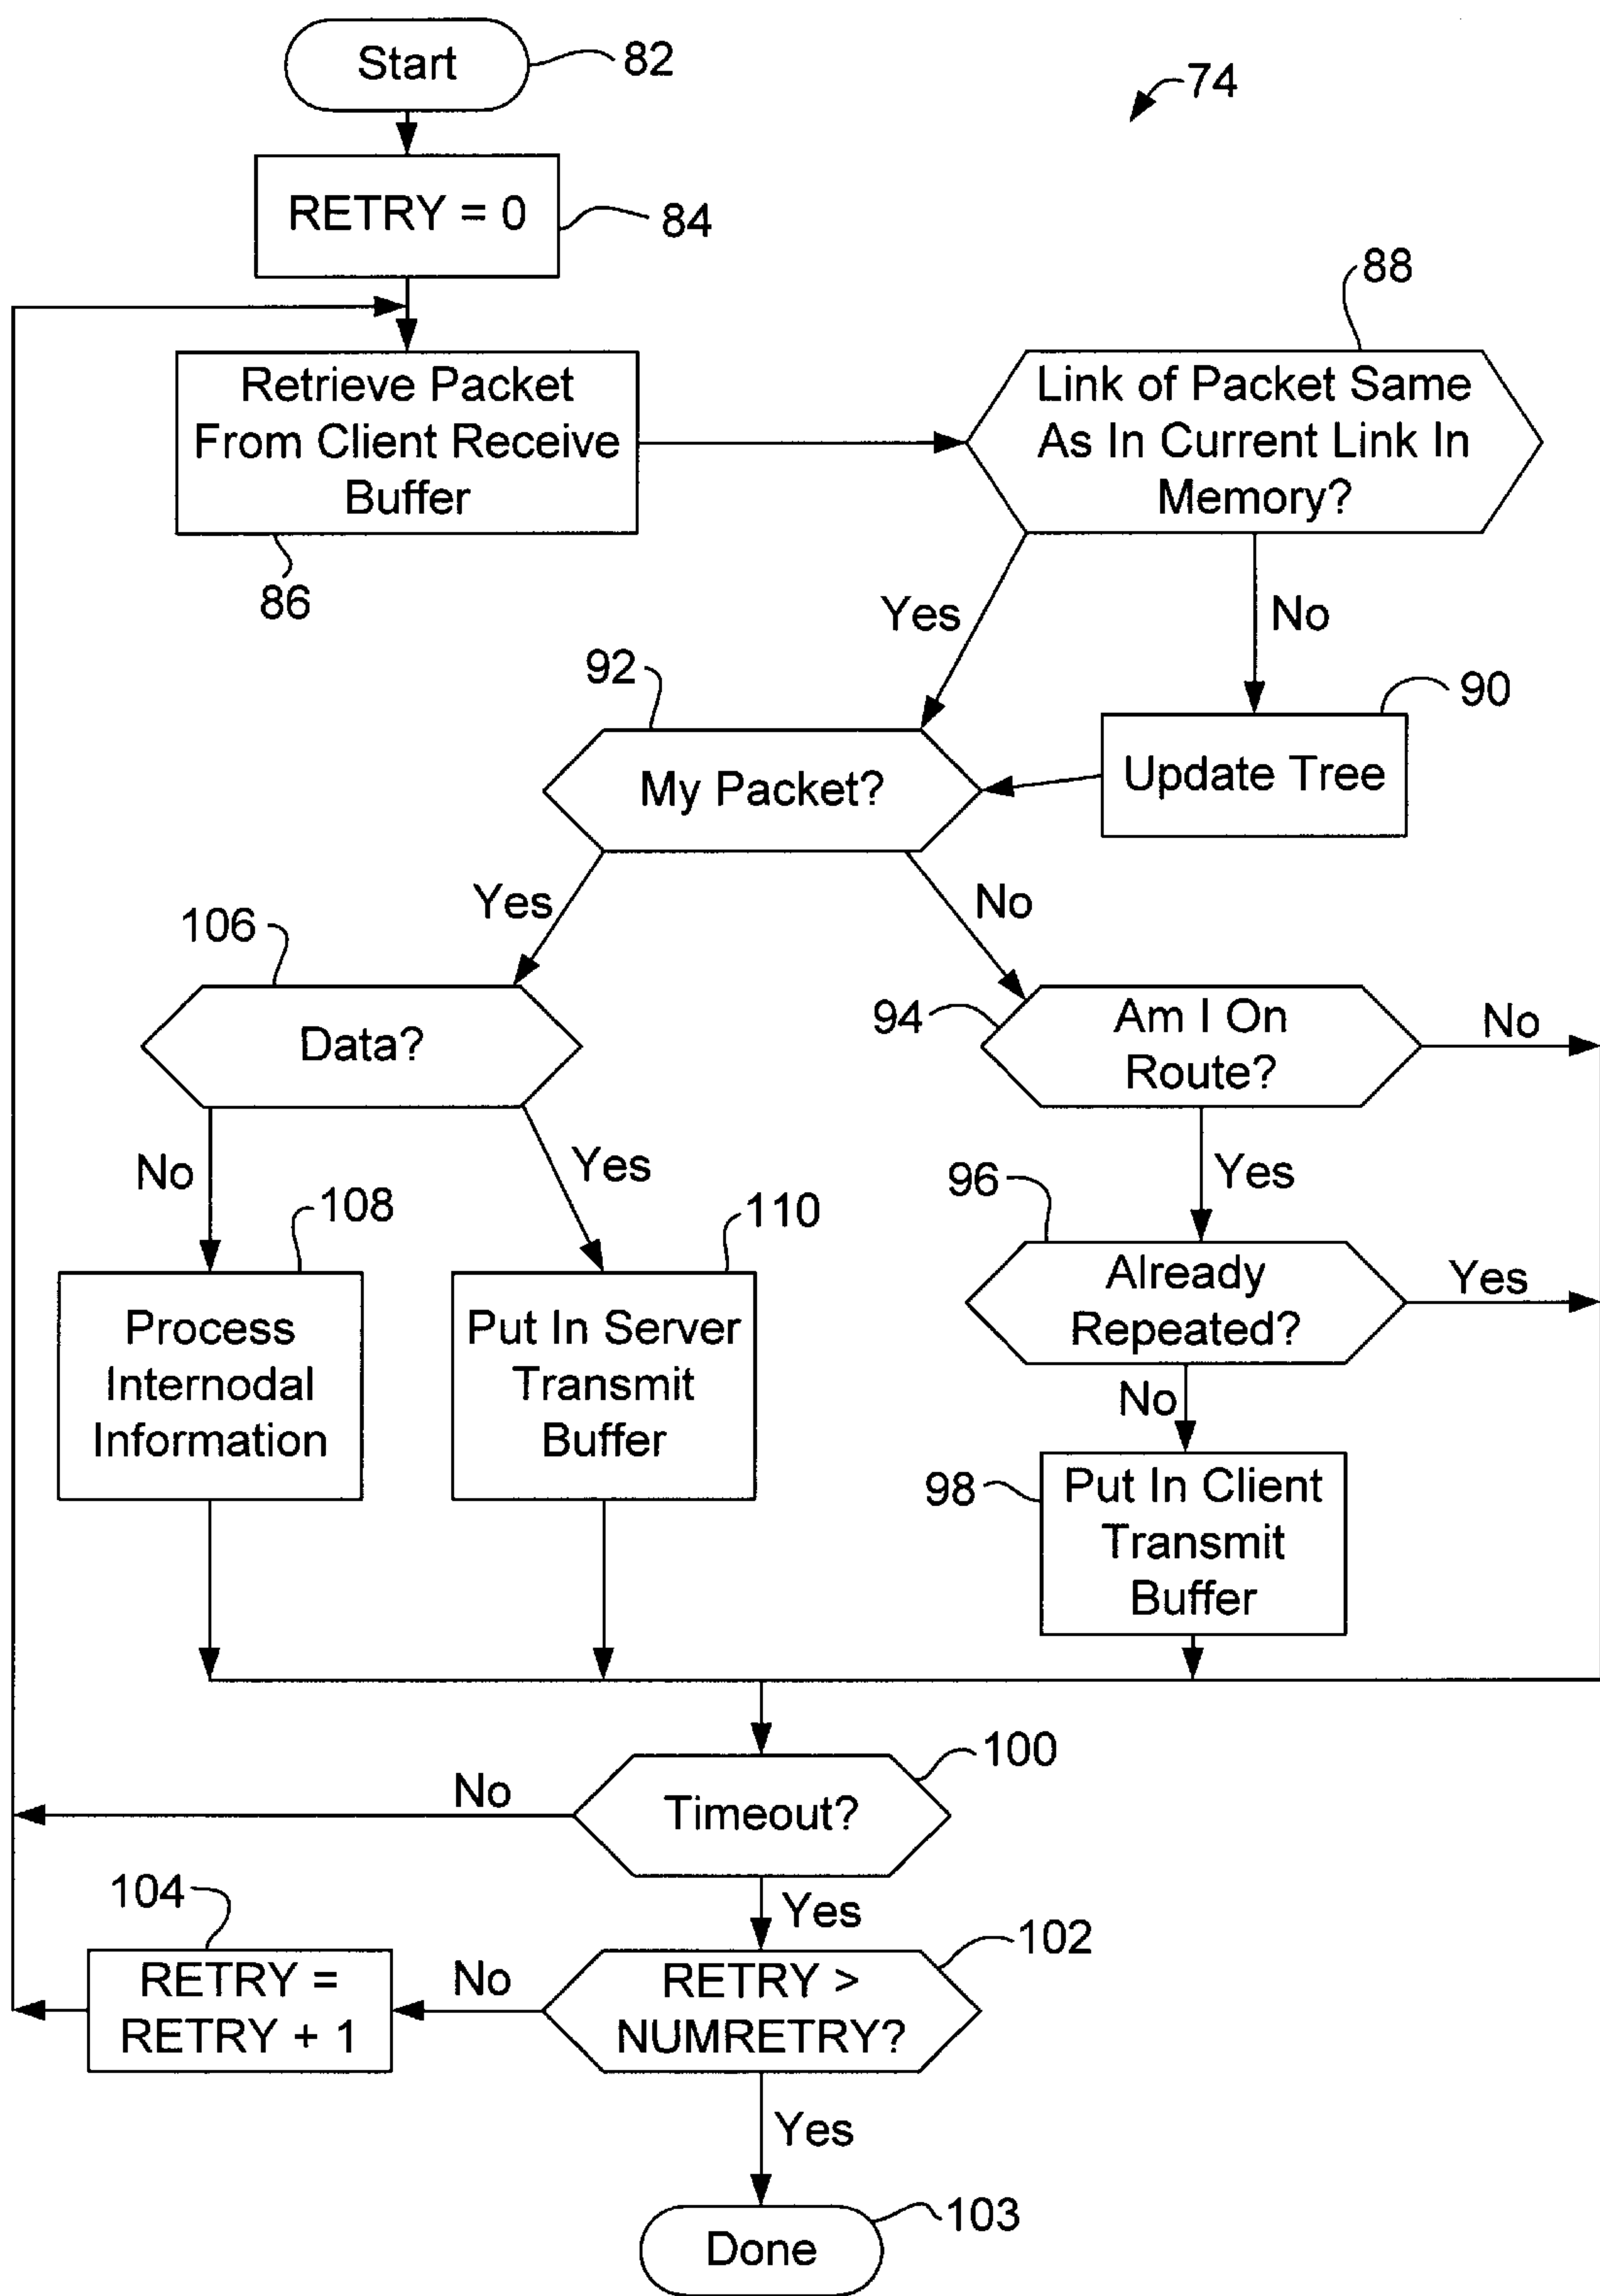 Start
82
74
RETRY = 0
84
88
Retrieve Packet
From Client Receive
Buffer
86
Link of Packet Same
As In Current Link In
Memory?
Yes
No
92
90
My Packet?
Update Tree
Yes
No
106
Data?
94
Am I On
Route?
No
No
Yes
Yes
96
108
110
Already
Repeated?
Yes
Process
Internodal
Information
Put In Server
Transmit
Buffer
No
98
Put In Client
Transmit
Buffer
100
No
Timeout?
104
Yes
102
RETRY =
RETRY + 1
No
RETRY >
NUMRETRY?
Yes
103
Done